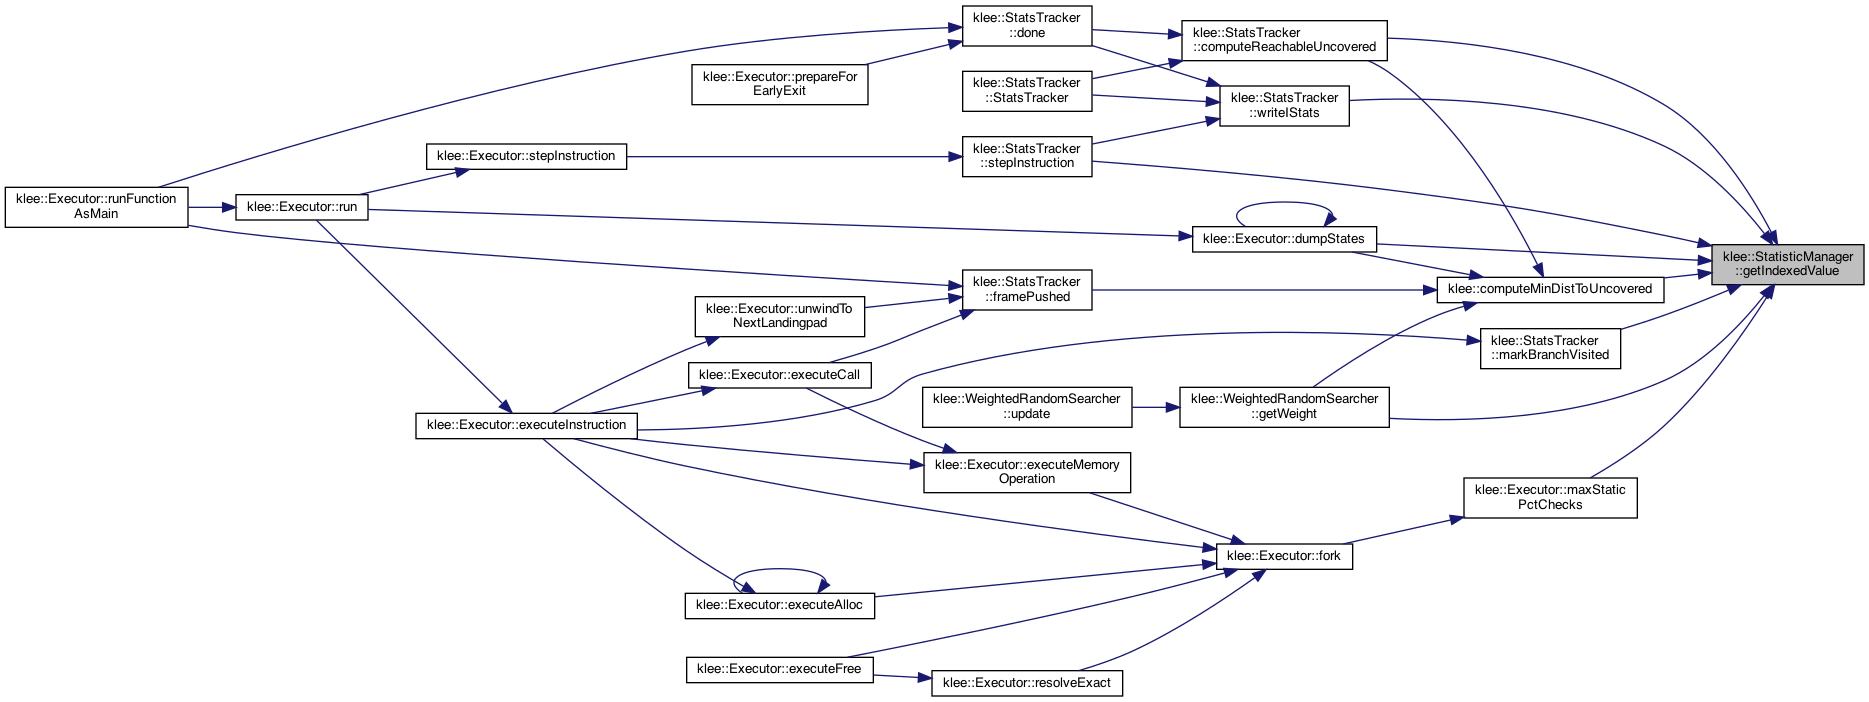 klee::StatsTracker
::done
klee::StatsTracker
::computeReachableUncovered
klee::Executor::prepareFor
EarlyExit
klee::StatsTracker
::StatsTracker
klee::StatsTracker
::writeIStats
klee::Executor::stepInstruction
klee::StatsTracker
::stepInstruction
klee::Executor::runFunction
AsMain
klee::Executor::run
klee::Executor::dumpStates
klee::StatisticManager
::getIndexedValue
klee::StatsTracker
::framePushed
klee::computeMinDistToUncovered
klee::Executor::unwindTo
NextLandingpad
klee::StatsTracker
::markBranchVisited
klee::Executor::executeCall
klee::WeightedRandomSearcher
::update
klee::WeightedRandomSearcher
::getWeight
klee::Executor::executeInstruction
klee::Executor::executeMemory
Operation
klee::Executor::maxStatic
PctChecks
klee::Executor::fork
klee::Executor::executeAlloc
klee::Executor::executeFree
klee::Executor::resolveExact